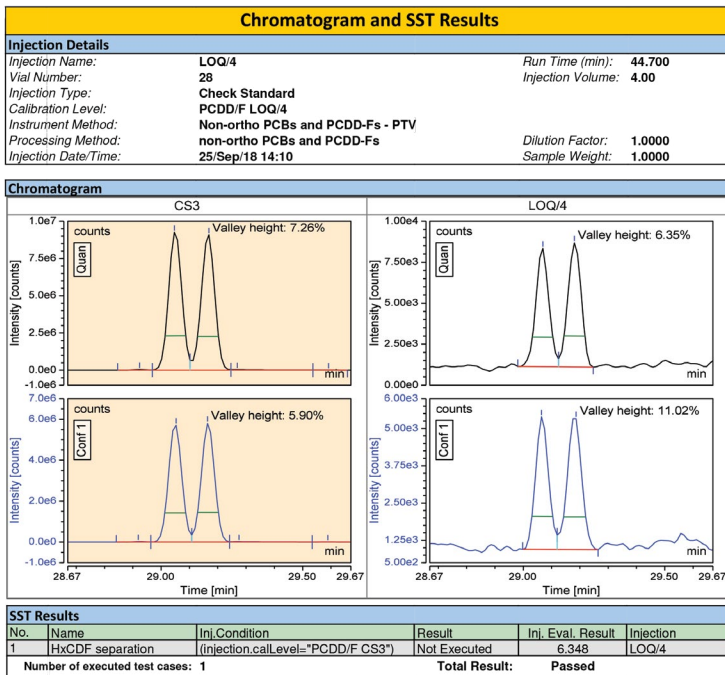 Chromatogram and SST Results
Injection Details
Injection Name: LOQ/4 Run Time (min): 44.700
Vial Number: 28 Injection Volume: 4.00
Injection Type: Check Standard
Calibration Level: PCDD/F LOQ/4
Instrument Method: Non-ortho PCBs and PCDD-Fs - PTV
Processing Method: non-ortho PCBs and PCDD-Fs Dilution Factor: 1.0000
Injection Date/Time: 25/Sep/18 14:10 Sample Weight: 1.0000
Chromatogram
CS3 LOQ/4
1.0e7
7.5e6
5.0e6
2.5e6
0.0e0
-1.0e6
Intensity [counts]
counts
Quan
Valley height: 7.26%
min
1.00e4
7.50e3
5.00e3
2.50e3
0.00e0
Intensity [counts]
counts
Quan
Valley height: 6.35%
min
7.0e6
6.0e6
4.0e6
2.0e6
0.0e0
-1.0e6
Intensity [counts]
counts
Conf 1
Valley height: 5.90%
min
6.00e3
5.00e3
3.75e3
2.50e3
1.25e3
5.00e2
Intensity [counts]
counts
Conf 1
Valley height: 11.02%
min
28.67 29.00 29.50 29.67 28.67 29.00 29.50 29.67
Time [min] Time [min]
SST Results
No. Name Inj.Condition Result Inj. Eval. Result Injection
1 HxCDF separation (injection.calLevel="PCDD/F CS3") Not Executed 6.348 LOQ/4
Number of executed test cases: 1 Total Result: Passed